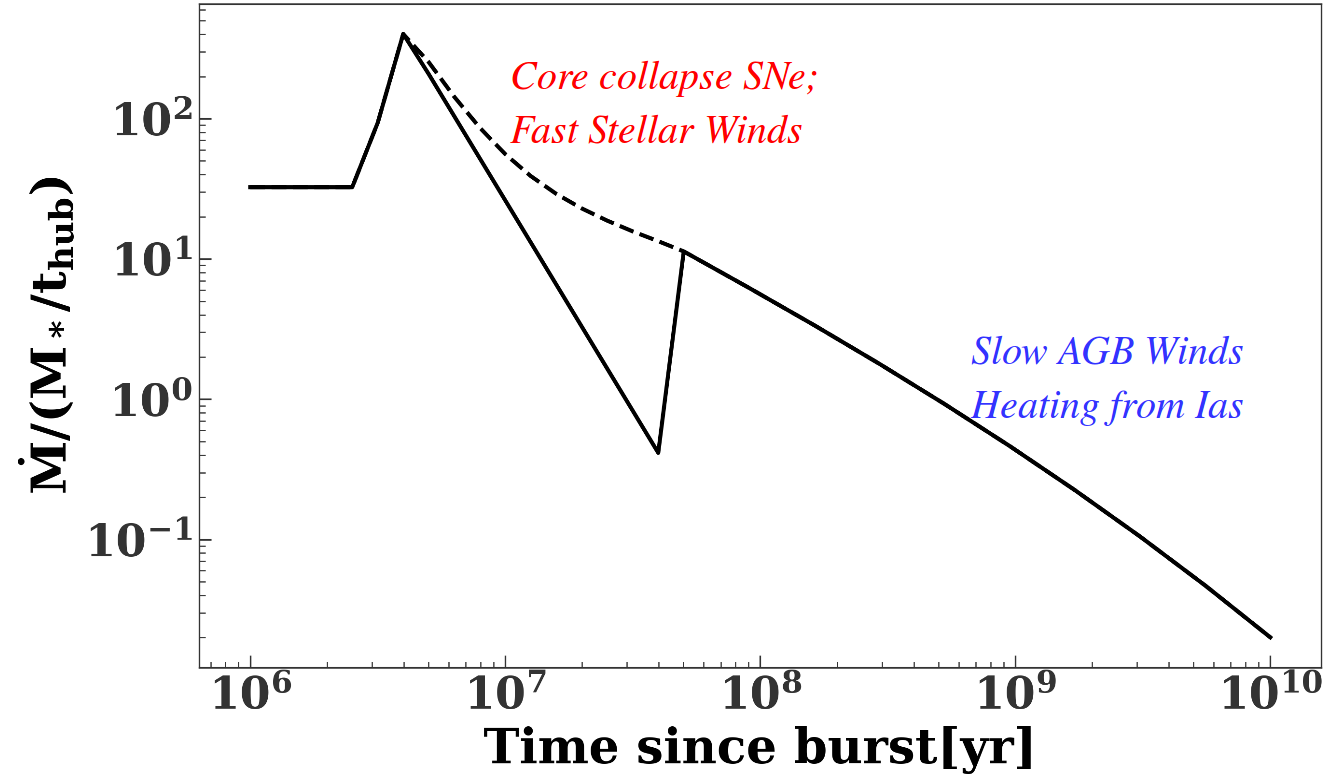 Core collapse SNe;
Fast Stellar Winds
Slow AGB Winds
Heating from Ias
10²
10¹
10⁰
10⁻¹
Ṁ/(M*/t_hub)
10⁶ 10⁷ 10⁸ 10⁹ 10¹⁰
Time since burst[yr]